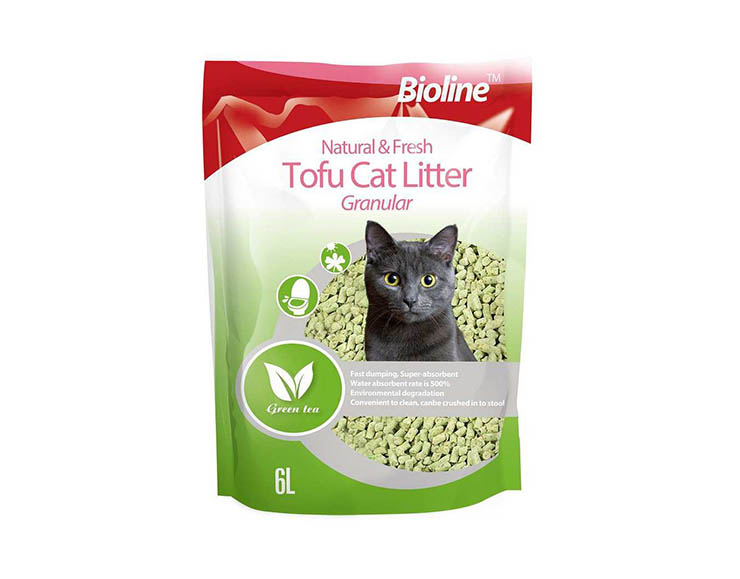 Bioline™
Natural & Fresh
Tofu Cat Litter
Granular
Fast dumping, Super-absorbent
Water absorbent rate is 500%
Environmental degradation
Convenient to clean, canbe crushed in to stool
Green tea
6L